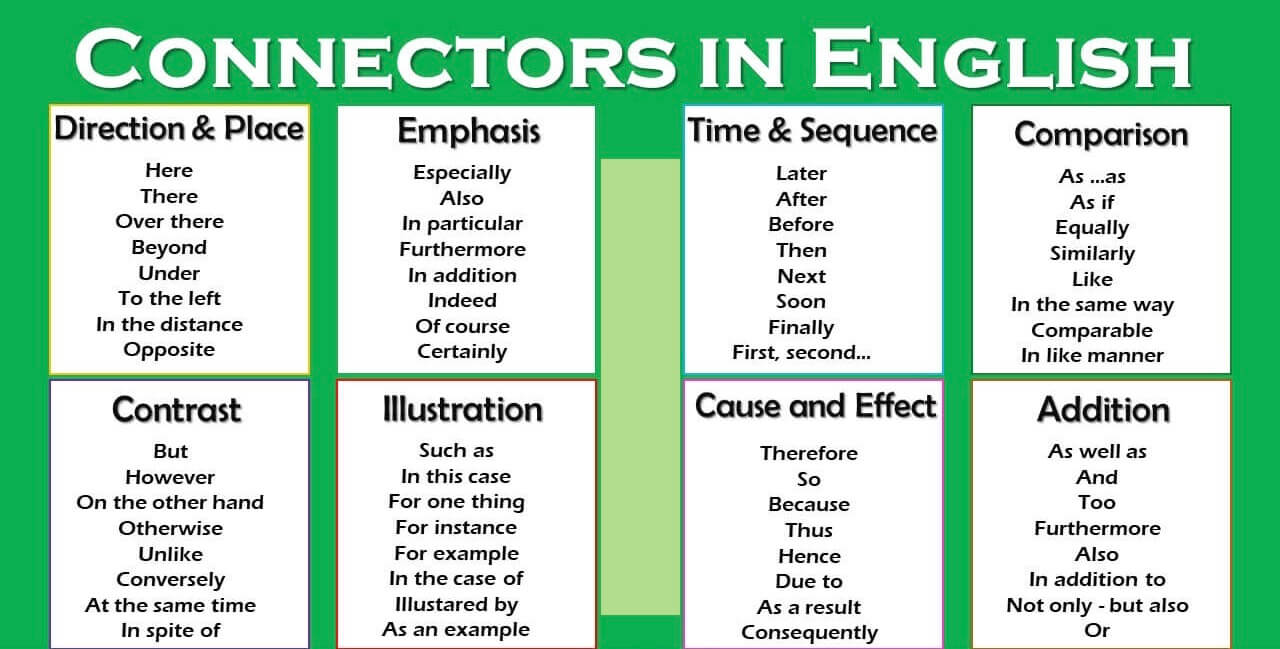 CONNECTORS IN ENGLISH
Direction & Place
Here
There
Over there
Beyond
Under
To the left
In the distance
Opposite
Emphasis
Especially
Also
In particular
Furthermore
In addition
Indeed
Of course
Certainly
Time & Sequence
Later
After
Before
Then
Next
Soon
Finally
First, second...
Comparison
As ...as
As if
Equally
Similarly
Like
In the same way
Comparable
In like manner
Contrast
But
However
On the other hand
Otherwise
Unlike
Conversely
At the same time
In spite of
Illustration
Such as
In this case
For one thing
For instance
For example
In the case of
Illustared by
As an example
Cause and Effect
Therefore
So
Because
Thus
Hence
Due to
As a result
Consequently
Addition
As well as
And
Too
Furthermore
Also
In addition to
Not only - but also
Or